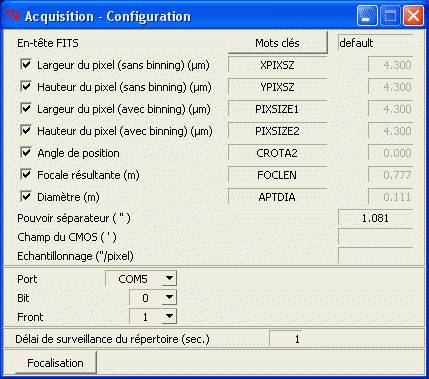 Acquisition - Configuration
En-tête FITS Mots clés default
Largeur du pixel (sans binning) (µm) XPIXSZ 4.300
Hauteur du pixel (sans binning) (µm) YPIXSZ 4.300
Largeur du pixel (avec binning) (µm) PIXSIZE1 4.300
Hauteur du pixel (avec binning) (µm) PIXSIZE2 4.300
Angle de position CROTA2 0.000
Focale résultante (m) FOCLEN 0.777
Diamètre (m) APTDIA 0.111
Pouvoir séparateur ( " ) 1.081
Champ du CMOS ( ' )
Echantillonnage ("/pixel)
Port COM5
Bit 0
Front 1
Délai de surveillance du répertoire (sec.) 1
Focalisation